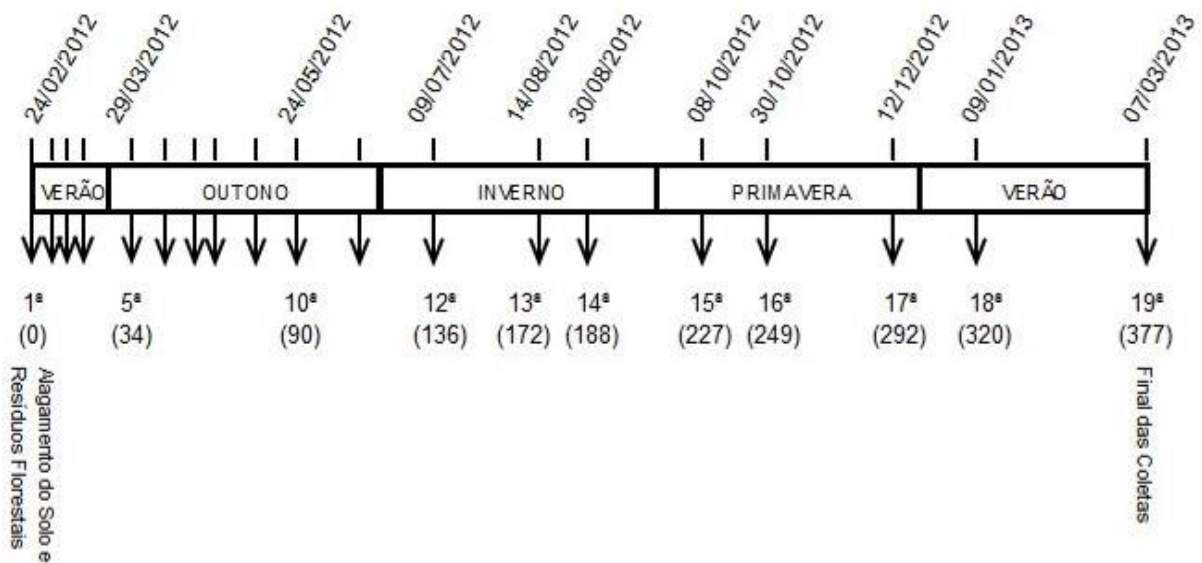 24/02/2012
29/03/2012
24/05/2012
09/07/2012
14/08/2012
30/08/2012
08/10/2012
30/10/2012
12/12/2012
09/01/2013
07/03/2013
VERÃO
OUTONO
INVERNO
PRIMAVERA
VERÃO
1ª
5ª
10ª
12ª
13ª
14ª
15ª
16ª
17ª
18ª
19ª
(0)
(34)
(90)
(136)
(172)
(188)
(227)
(249)
(292)
(320)
(377)
Alagamento do Solo e
Resíduos Florestais
Final das Coletas